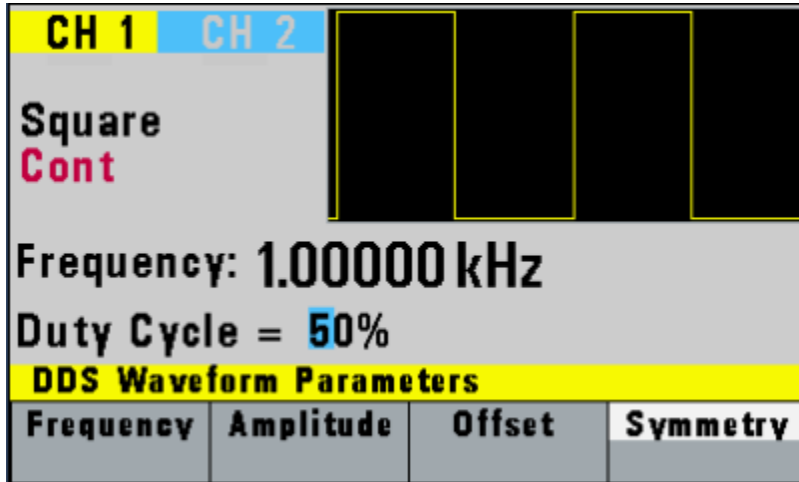 CH 1 CH 2
Square
Cont
Frequency: 1.00000 kHz
Duty Cycle = 50%
DDS Waveform Parameters
Frequency Amplitude Offset Symmetry